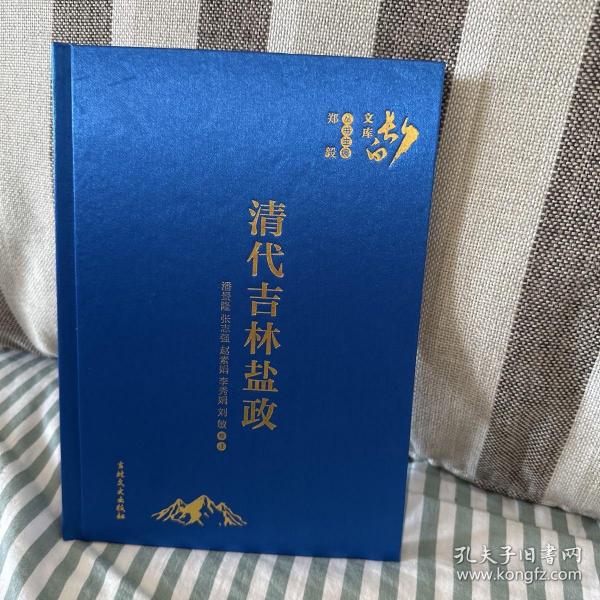 长白
文库
郑毅
清代吉林盐政
潘景隆 张志强 赵素娟 李秀娟 刘敏
吉林文史出版社
孔夫子旧书网
www.kongfz.com